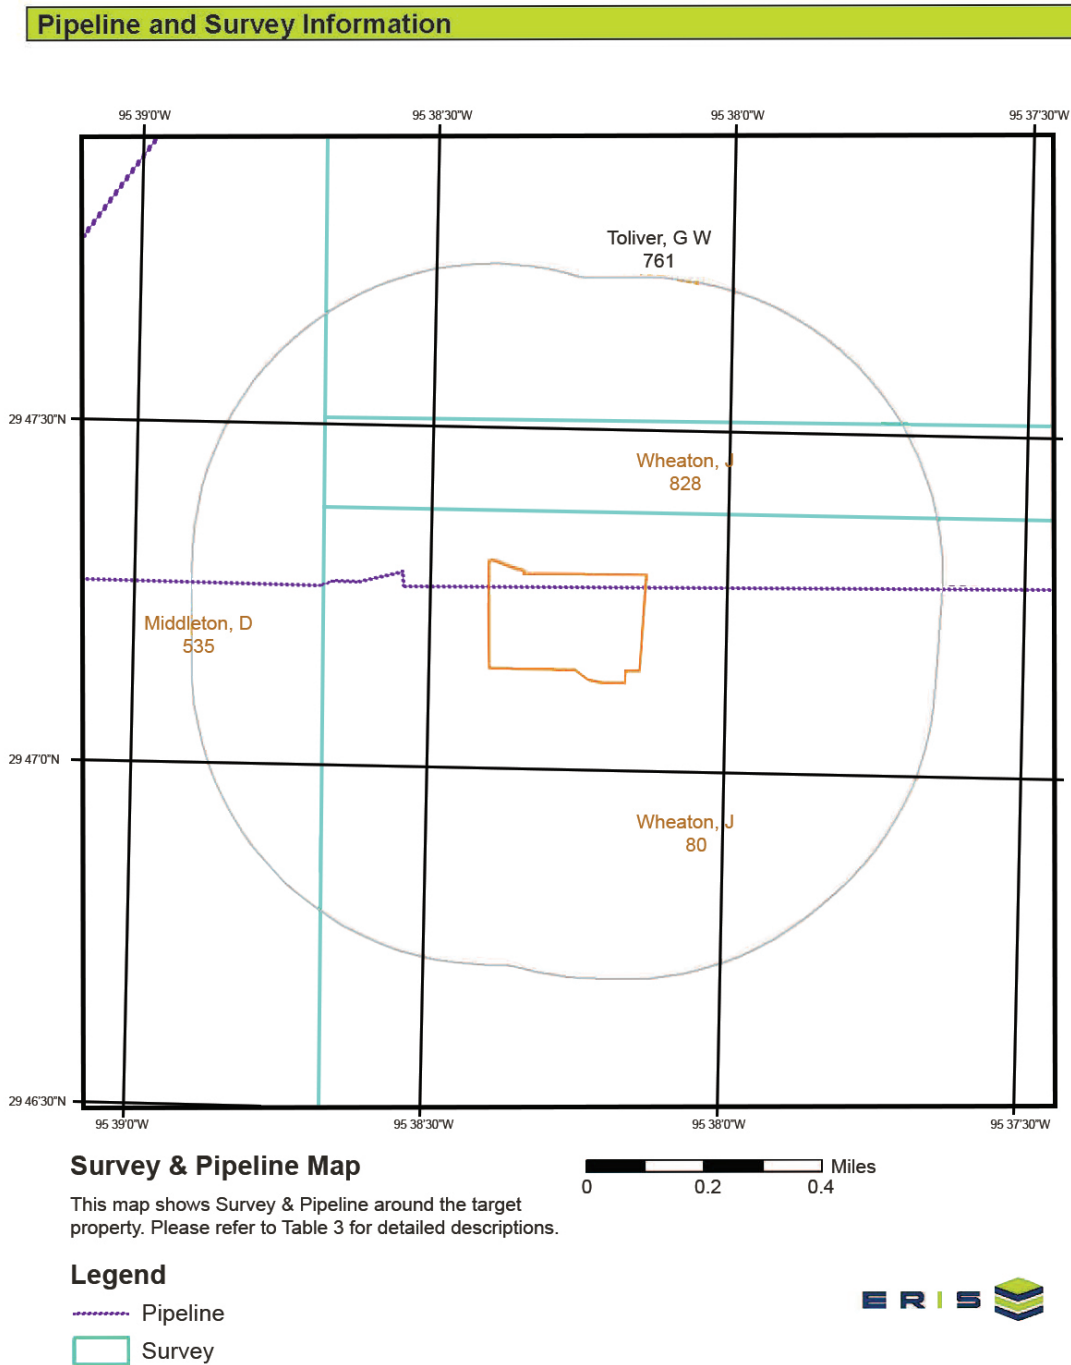 Pipeline and Survey Information
95 39'0"W
95 38'30"W
95 38'0"W
95 37'30"W
Toliver, G W
761
29 47'30"N
Wheaton, J
828
Middleton, D
535
29 47'0"N
Wheaton, J
80
29 46'30"N
95 39'0"W
95 38'30"W
95 38'0"W
95 37'30"W
Survey & Pipeline Map
This map shows Survey & Pipeline around the target
property. Please refer to Table 3 for detailed descriptions.
Miles
0
0.2
0.4
Legend
Pipeline
Survey
ERIS